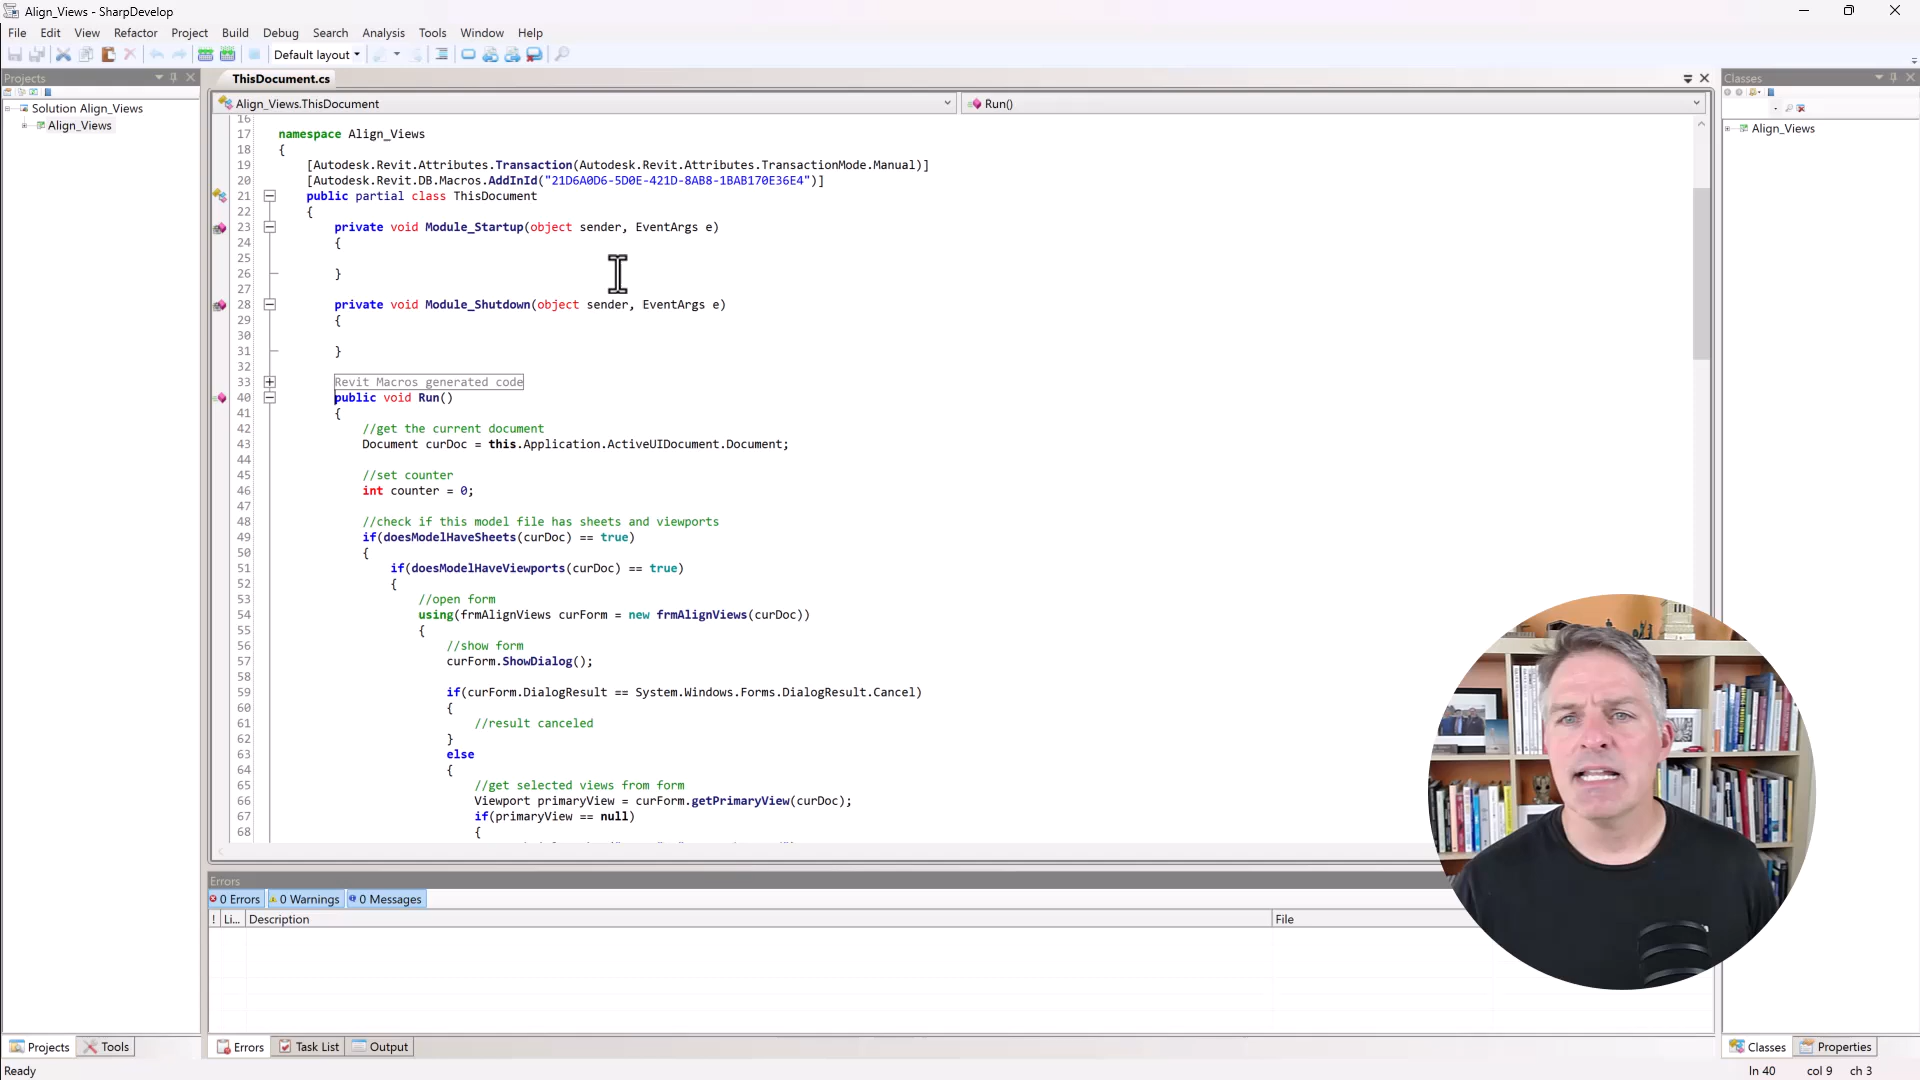 Align_Views - SharpDevelop
File Edit View Refactor Project Build Debug Search Analysis Tools Window Help
Default layout
Projects
ThisDocument.cs
Classes
Solution Align_Views
Align_Views
Align_Views.ThisDocument
Run()
Align_Views
16
17 namespace Align_Views
18 {
19 [Autodesk.Revit.Attributes.Transaction(Autodesk.Revit.Attributes.TransactionMode.Manual)]
20 [Autodesk.Revit.DB.Macros.AddInId("21D6A0D6-5D0E-421D-8AB8-1BAB170E36E4")]
21 public partial class ThisDocument
22 {
23 private void Module_Startup(object sender, EventArgs e)
24 {
25
26 }
27
28 private void Module_Shutdown(object sender, EventArgs e)
29 {
30
31 }
32
33 Revit Macros generated code
40 public void Run()
41 {
42 //get the current document
43 Document curDoc = this.Application.ActiveUIDocument.Document;
44
45 //set counter
46 int counter = 0;
47
48 //check if this model file has sheets and viewports
49 if(doesModelHaveSheets(curDoc) == true)
50 {
51 if(doesModelHaveViewports(curDoc) == true)
52 {
53 //open form
54 using(frmAlignViews curForm = new frmAlignViews(curDoc))
55 {
56 //show form
57 curForm.ShowDialog();
58
59 if(curForm.DialogResult == System.Windows.Forms.DialogResult.Cancel)
60 {
61 //result canceled
62 }
63 else
64 {
65 //get selected views from form
66 Viewport primaryView = curForm.getPrimaryView(curDoc);
67 if(primaryView == null)
68 {
Errors
0 Errors 0 Warnings 0 Messages
! Li... Description File
Projects Tools
Errors Task List Output
Classes Properties
Ready
ln 40 col 9 ch 3